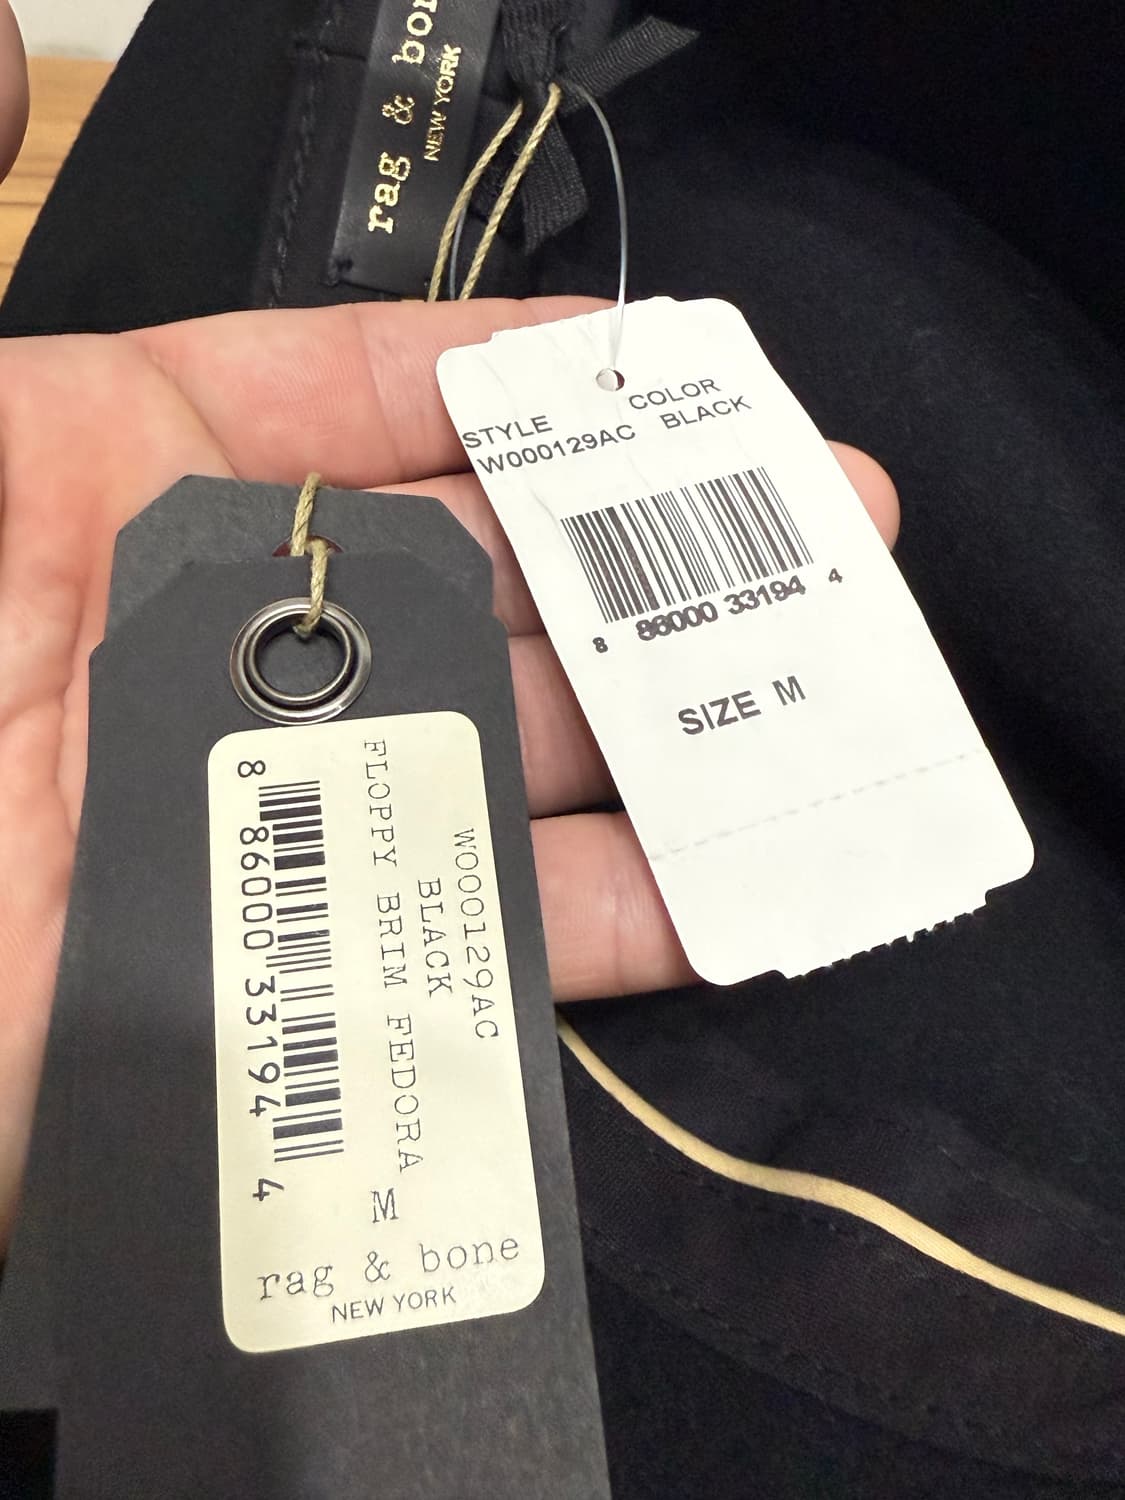 rag & bon
NEW YORK
STYLE COLOR
W000129AC BLACK
8 86000 33194 4
SIZE M
W000129AC
BLACK
FLOPPY BRIM FEDORA M
8 86000 33194 4
rag & bone
NEW YORK